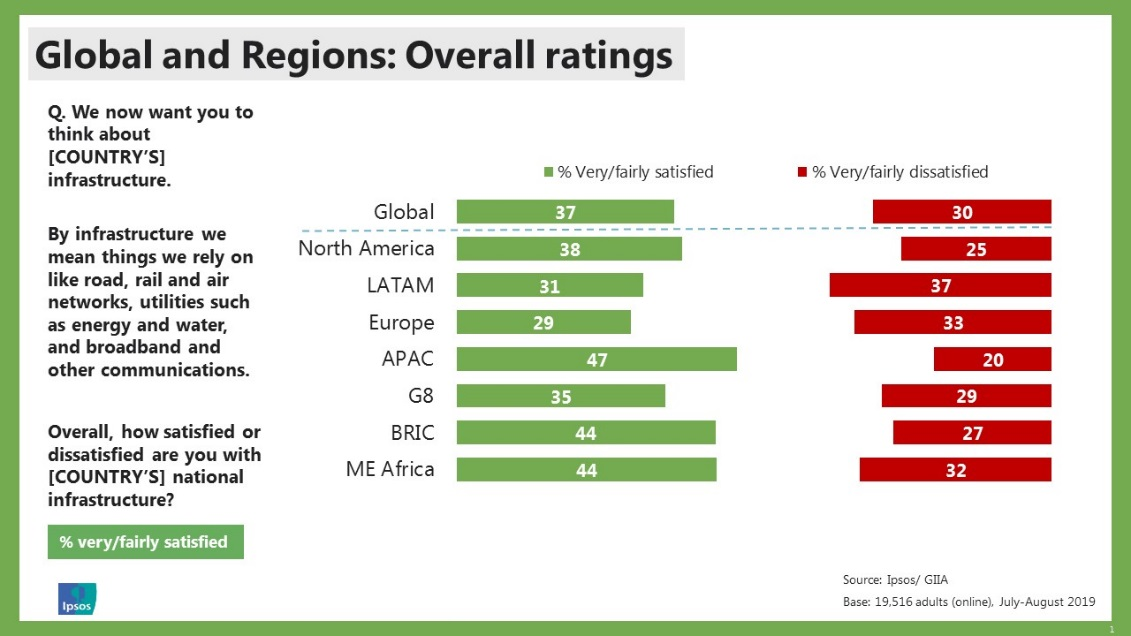 Global and Regions: Overall ratings
Q. We now want you to
think about
[COUNTRY’S]
infrastructure.
By infrastructure we
mean things we rely on
like road, rail and air
networks, utilities such
as energy and water,
and broadband and
other communications.
Overall, how satisfied or
dissatisfied are you with
[COUNTRY’S] national
infrastructure?
% very/fairly satisfied
% Very/fairly satisfied % Very/fairly dissatisfied
Global 37 30
North America 38 25
LATAM 31 37
Europe 29 33
APAC 47 20
G8 35 29
BRIC 44 27
ME Africa 44 32
Ipsos
Source: Ipsos/ GIIA
Base: 19,516 adults (online), July-August 2019
1